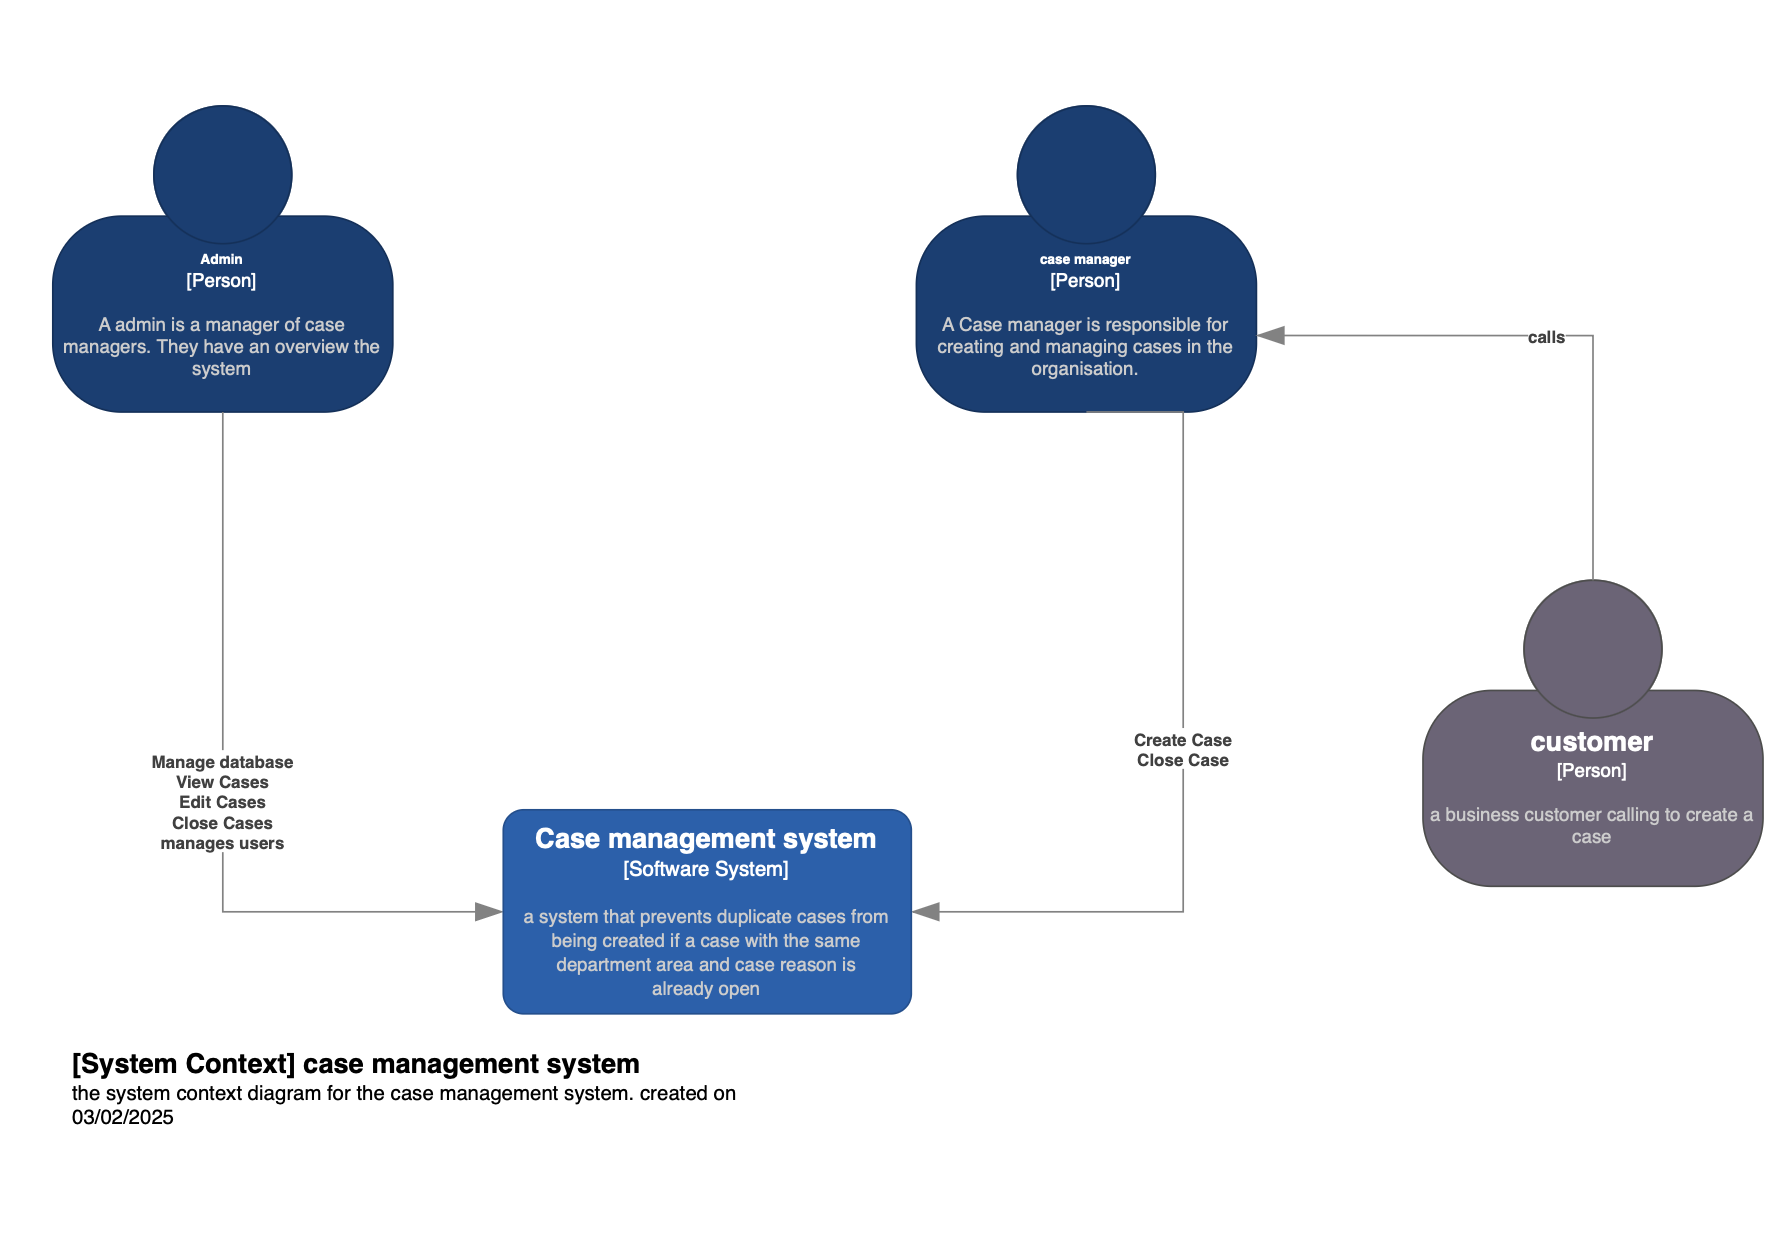 Admin
[Person]
A admin is a manager of case
managers. They have an overview the
system
case manager
[Person]
A Case manager is responsible for
creating and managing cases in the
organisation.
calls
Manage database
View Cases
Edit Cases
Close Cases
manages users
Create Case
Close Case
customer
[Person]
a business customer calling to create a
case
Case management system
[Software System]
a system that prevents duplicate cases from
being created if a case with the same
department area and case reason is
already open
[System Context] case management system
the system context diagram for the case management system. created on
03/02/2025